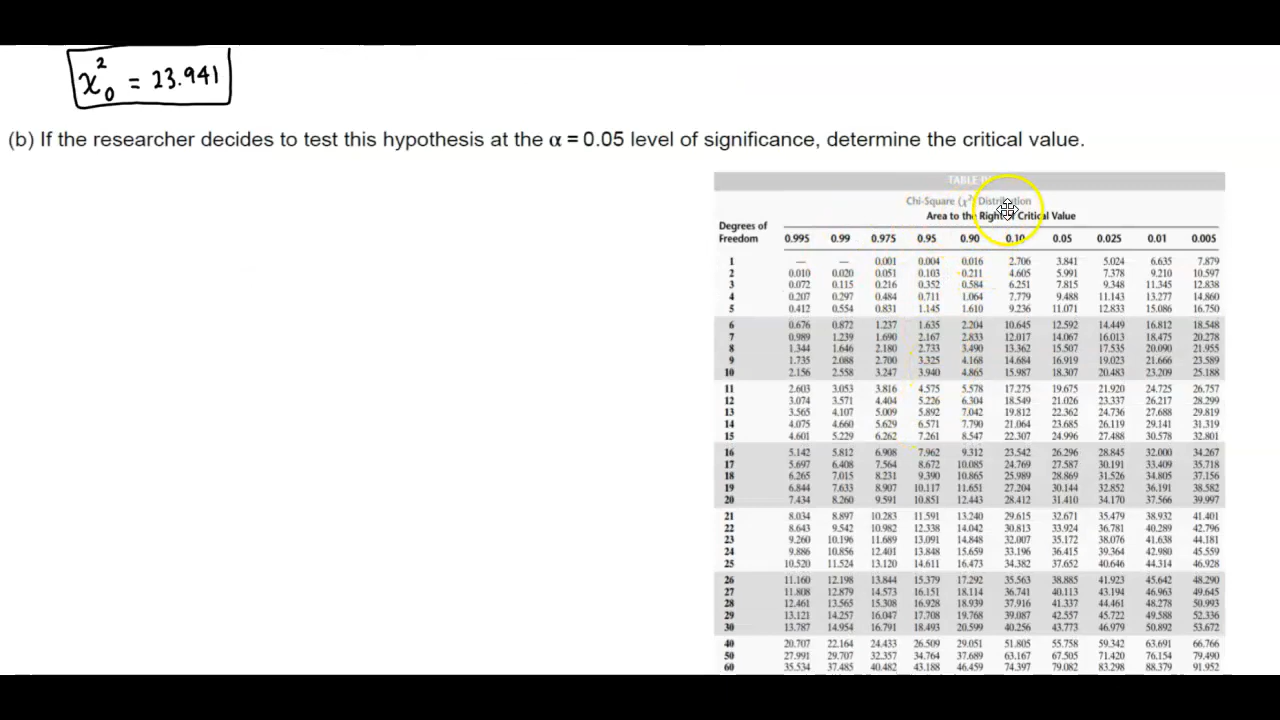 χ²₀ = 23.941
(b) If the researcher decides to test this hypothesis at the α = 0.05 level of significance, determine the critical value.
TABLE
Chi-Square (χ²) Distribution
Area to the Right of Critical Value
Degrees of
Freedom 0.995 0.99 0.975 0.95 0.90 0.10 0.05 0.025 0.01 0.005
1 — — 0.001 0.004 0.016 2.706 3.841 5.024 6.635 7.879
2 0.010 0.020 0.051 0.103 0.211 4.605 5.991 7.378 9.210 10.597
3 0.072 0.115 0.216 0.352 0.584 6.251 7.815 9.348 11.345 12.838
4 0.207 0.297 0.484 0.711 1.064 7.779 9.488 11.143 13.277 14.860
5 0.412 0.554 0.831 1.145 1.610 9.236 11.071 12.833 15.086 16.750
6 0.676 0.872 1.237 1.635 2.204 10.645 12.592 14.449 16.812 18.548
7 0.989 1.239 1.690 2.167 2.833 12.017 14.067 16.013 18.475 20.278
8 1.344 1.646 2.180 2.733 3.490 13.362 15.507 17.535 20.090 21.955
9 1.735 2.088 2.700 3.325 4.168 14.684 16.919 19.023 21.666 23.589
10 2.156 2.558 3.247 3.940 4.865 15.987 18.307 20.483 23.209 25.188
11 2.603 3.053 3.816 4.575 5.578 17.275 19.675 21.920 24.725 26.757
12 3.074 3.571 4.404 5.226 6.304 18.549 21.026 23.337 26.217 28.299
13 3.565 4.107 5.009 5.892 7.042 19.812 22.362 24.736 27.688 29.819
14 4.075 4.660 5.629 6.571 7.790 21.064 23.685 26.119 29.141 31.319
15 4.601 5.229 6.262 7.261 8.547 22.307 24.996 27.488 30.578 32.801
16 5.142 5.812 6.908 7.962 9.312 23.542 26.296 28.845 32.000 34.267
17 5.697 6.408 7.564 8.672 10.085 24.769 27.587 30.191 33.409 35.718
18 6.265 7.015 8.231 9.390 10.865 25.989 28.869 31.526 34.805 37.156
19 6.844 7.633 8.907 10.117 11.651 27.204 30.144 32.852 36.191 38.582
20 7.434 8.260 9.591 10.851 12.443 28.412 31.410 34.170 37.566 39.997
21 8.034 8.897 10.283 11.591 13.240 29.615 32.671 35.479 38.932 41.401
22 8.643 9.542 10.982 12.338 14.042 30.813 33.924 36.781 40.289 42.796
23 9.260 10.196 11.689 13.091 14.848 32.007 35.172 38.076 41.638 44.181
24 9.886 10.856 12.401 13.848 15.659 33.196 36.415 39.364 42.980 45.559
25 10.520 11.524 13.120 14.611 16.473 34.382 37.652 40.646 44.314 46.928
26 11.160 12.198 13.844 15.379 17.292 35.563 38.885 41.923 45.642 48.290
27 11.808 12.879 14.573 16.151 18.114 36.741 40.113 43.194 46.963 49.645
28 12.461 13.565 15.308 16.928 18.939 37.916 41.337 44.461 48.278 50.993
29 13.121 14.257 16.047 17.708 19.768 39.087 42.557 45.722 49.588 52.336
30 13.787 14.954 16.791 18.493 20.599 40.256 43.773 46.979 50.892 53.672
40 20.707 22.164 24.433 26.509 29.051 51.805 55.758 59.342 63.691 66.766
50 27.991 29.707 32.357 34.764 37.689 63.167 67.505 71.420 76.154 79.490
60 35.534 37.485 40.482 43.188 46.459 74.397 79.082 83.298 88.379 91.952